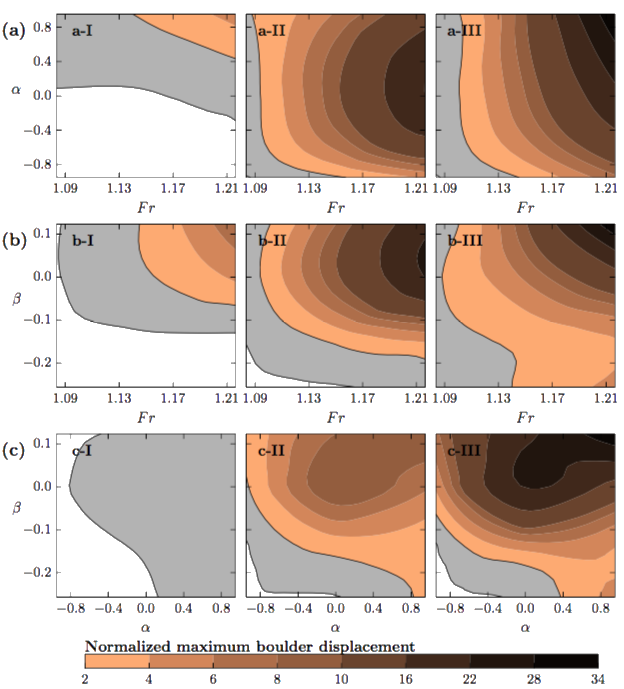 (a)
a-I
a-II
a-III
α
0.8
0.4
0.0
−0.4
−0.8
1.09 1.13 1.17 1.21
1.09 1.13 1.17 1.21
1.09 1.13 1.17 1.21
Fr
Fr
Fr
(b)
b-I
b-II
b-III
β
0.1
0.0
−0.1
−0.2
1.09 1.13 1.17 1.21
1.09 1.13 1.17 1.21
1.09 1.13 1.17 1.21
Fr
Fr
Fr
(c)
c-I
c-II
c-III
β
0.1
0.0
−0.1
−0.2
−0.8 −0.4 0.0 0.4 0.8
−0.8 −0.4 0.0 0.4 0.8
−0.8 −0.4 0.0 0.4 0.8
α
α
α
Normalized maximum boulder displacement
2 4 6 8 10 16 22 28 34